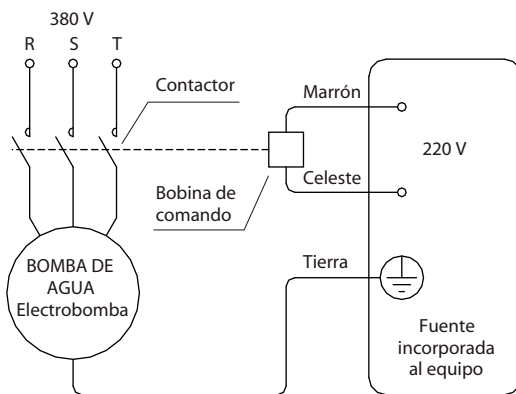 380 V
R S T
Contactor
Marrón
220 V
Celeste
Bobina de
comando
BOMBA DE
AGUA
Electrobomba
Tierra
Fuente
incorporada
al equipo